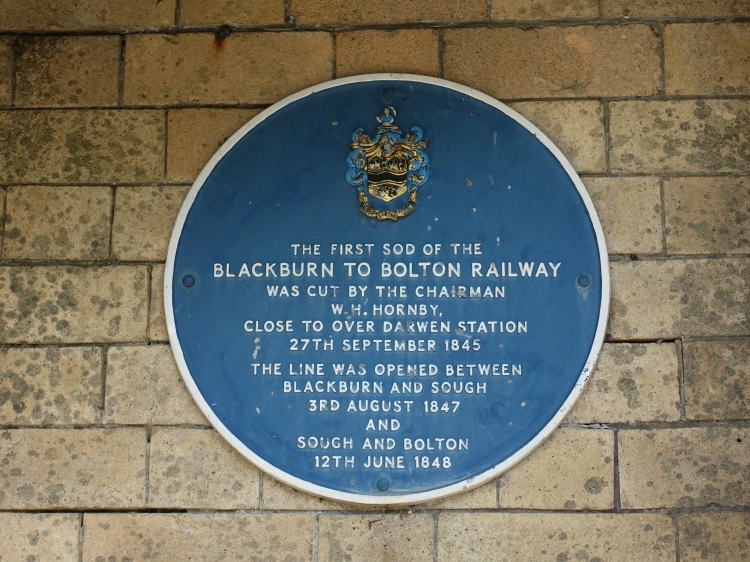 THE FIRST SOD OF THE
BLACKBURN TO BOLTON RAILWAY
WAS CUT BY THE CHAIRMAN
W.H. HORNBY,
CLOSE TO OVER DARWEN STATION
27TH SEPTEMBER 1845
THE LINE WAS OPENED BETWEEN
BLACKBURN AND SOUGH
3RD AUGUST 1847
AND
SOUGH AND BOLTON
12TH JUNE 1848